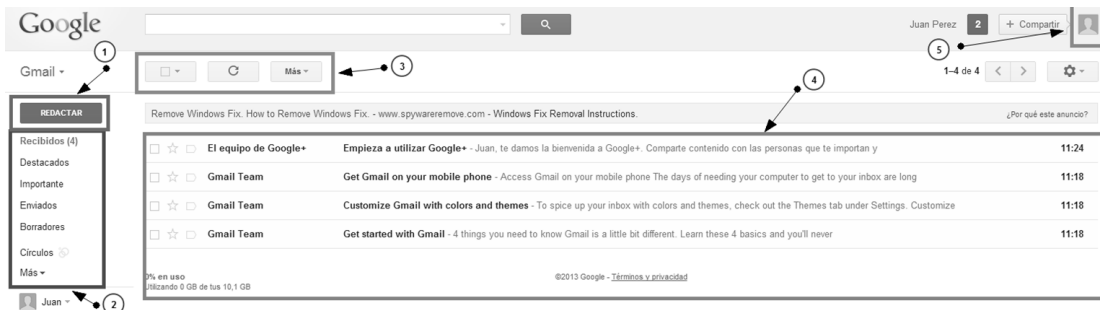 Google
Juan Perez 2 + Compartir
1 5
Gmail Más 3 1–4 de 4
4
REDACTAR Remove Windows Fix. How to Remove Windows Fix. - www.spywareremove.com - Windows Fix Removal Instructions. ¿Por qué este anuncio?
Recibidos (4) El equipo de Google+ Empieza a utilizar Google+ - Juan, te damos la bienvenida a Google+. Comparte contenido con las personas que te importan y 11:24
Destacados
Importante Gmail Team Get Gmail on your mobile phone - Access Gmail on your mobile phone The days of needing your computer to get to your inbox are long 11:18
Enviados Gmail Team Customize Gmail with colors and themes - To spice up your inbox with colors and themes, check out the Themes tab under Settings. Customize 11:18
Borradores Gmail Team Get started with Gmail - 4 things you need to know Gmail is a little bit different. Learn these 4 basics and you'll never 11:18
Círculos
Más 0% en uso ©2013 Google - Términos y privacidad
Utilizando 0 GB de tus 10,1 GB
Juan 2